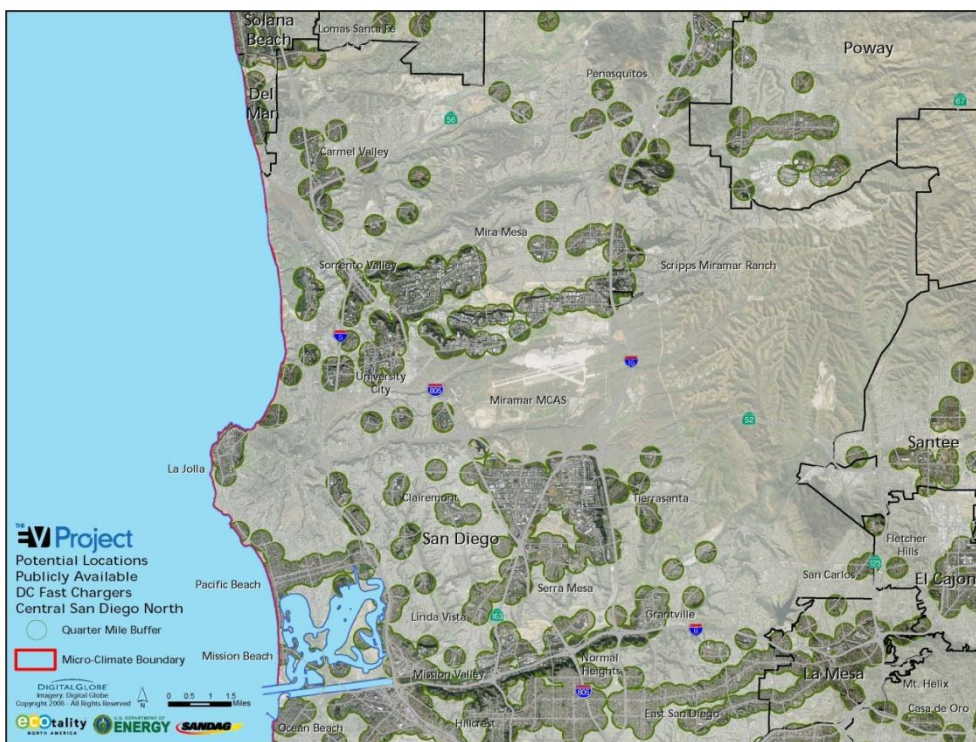 Solana
Beach
Lomas Santa Fe
Poway
Penasquitos
67
Del
Mar
56
Carmel Valley
Mira Mesa
Sorrento Valley
Scripps Miramar Ranch
5
15
University
City
805
Miramar MCAS
52
Santee
La Jolla
Clairemont
Tierrasanta
San Diego
Fletcher
Hills
125
San Carlos
El Cajon
Pacific Beach
Serra Mesa
Linda Vista
163
Grantville
8
Mission Beach
Mission Valley
Normal
Heights
La Mesa
Mt. Helix
805
Hillcrest
East San Diego
Casa de Oro
Ocean Beach
THE
EV Project
Potential Locations
Publicly Available
DC Fast Chargers
Central San Diego North
Quarter Mile Buffer
Micro-Climate Boundary
DIGITALGLOBE
Imagery: Digital Globe
Copyright 2008 - All Rights Reserved
N
0 0.5 1 1.5
Miles
ecotality
NORTH AMERICA
U.S. DEPARTMENT OF
ENERGY
SANDAG